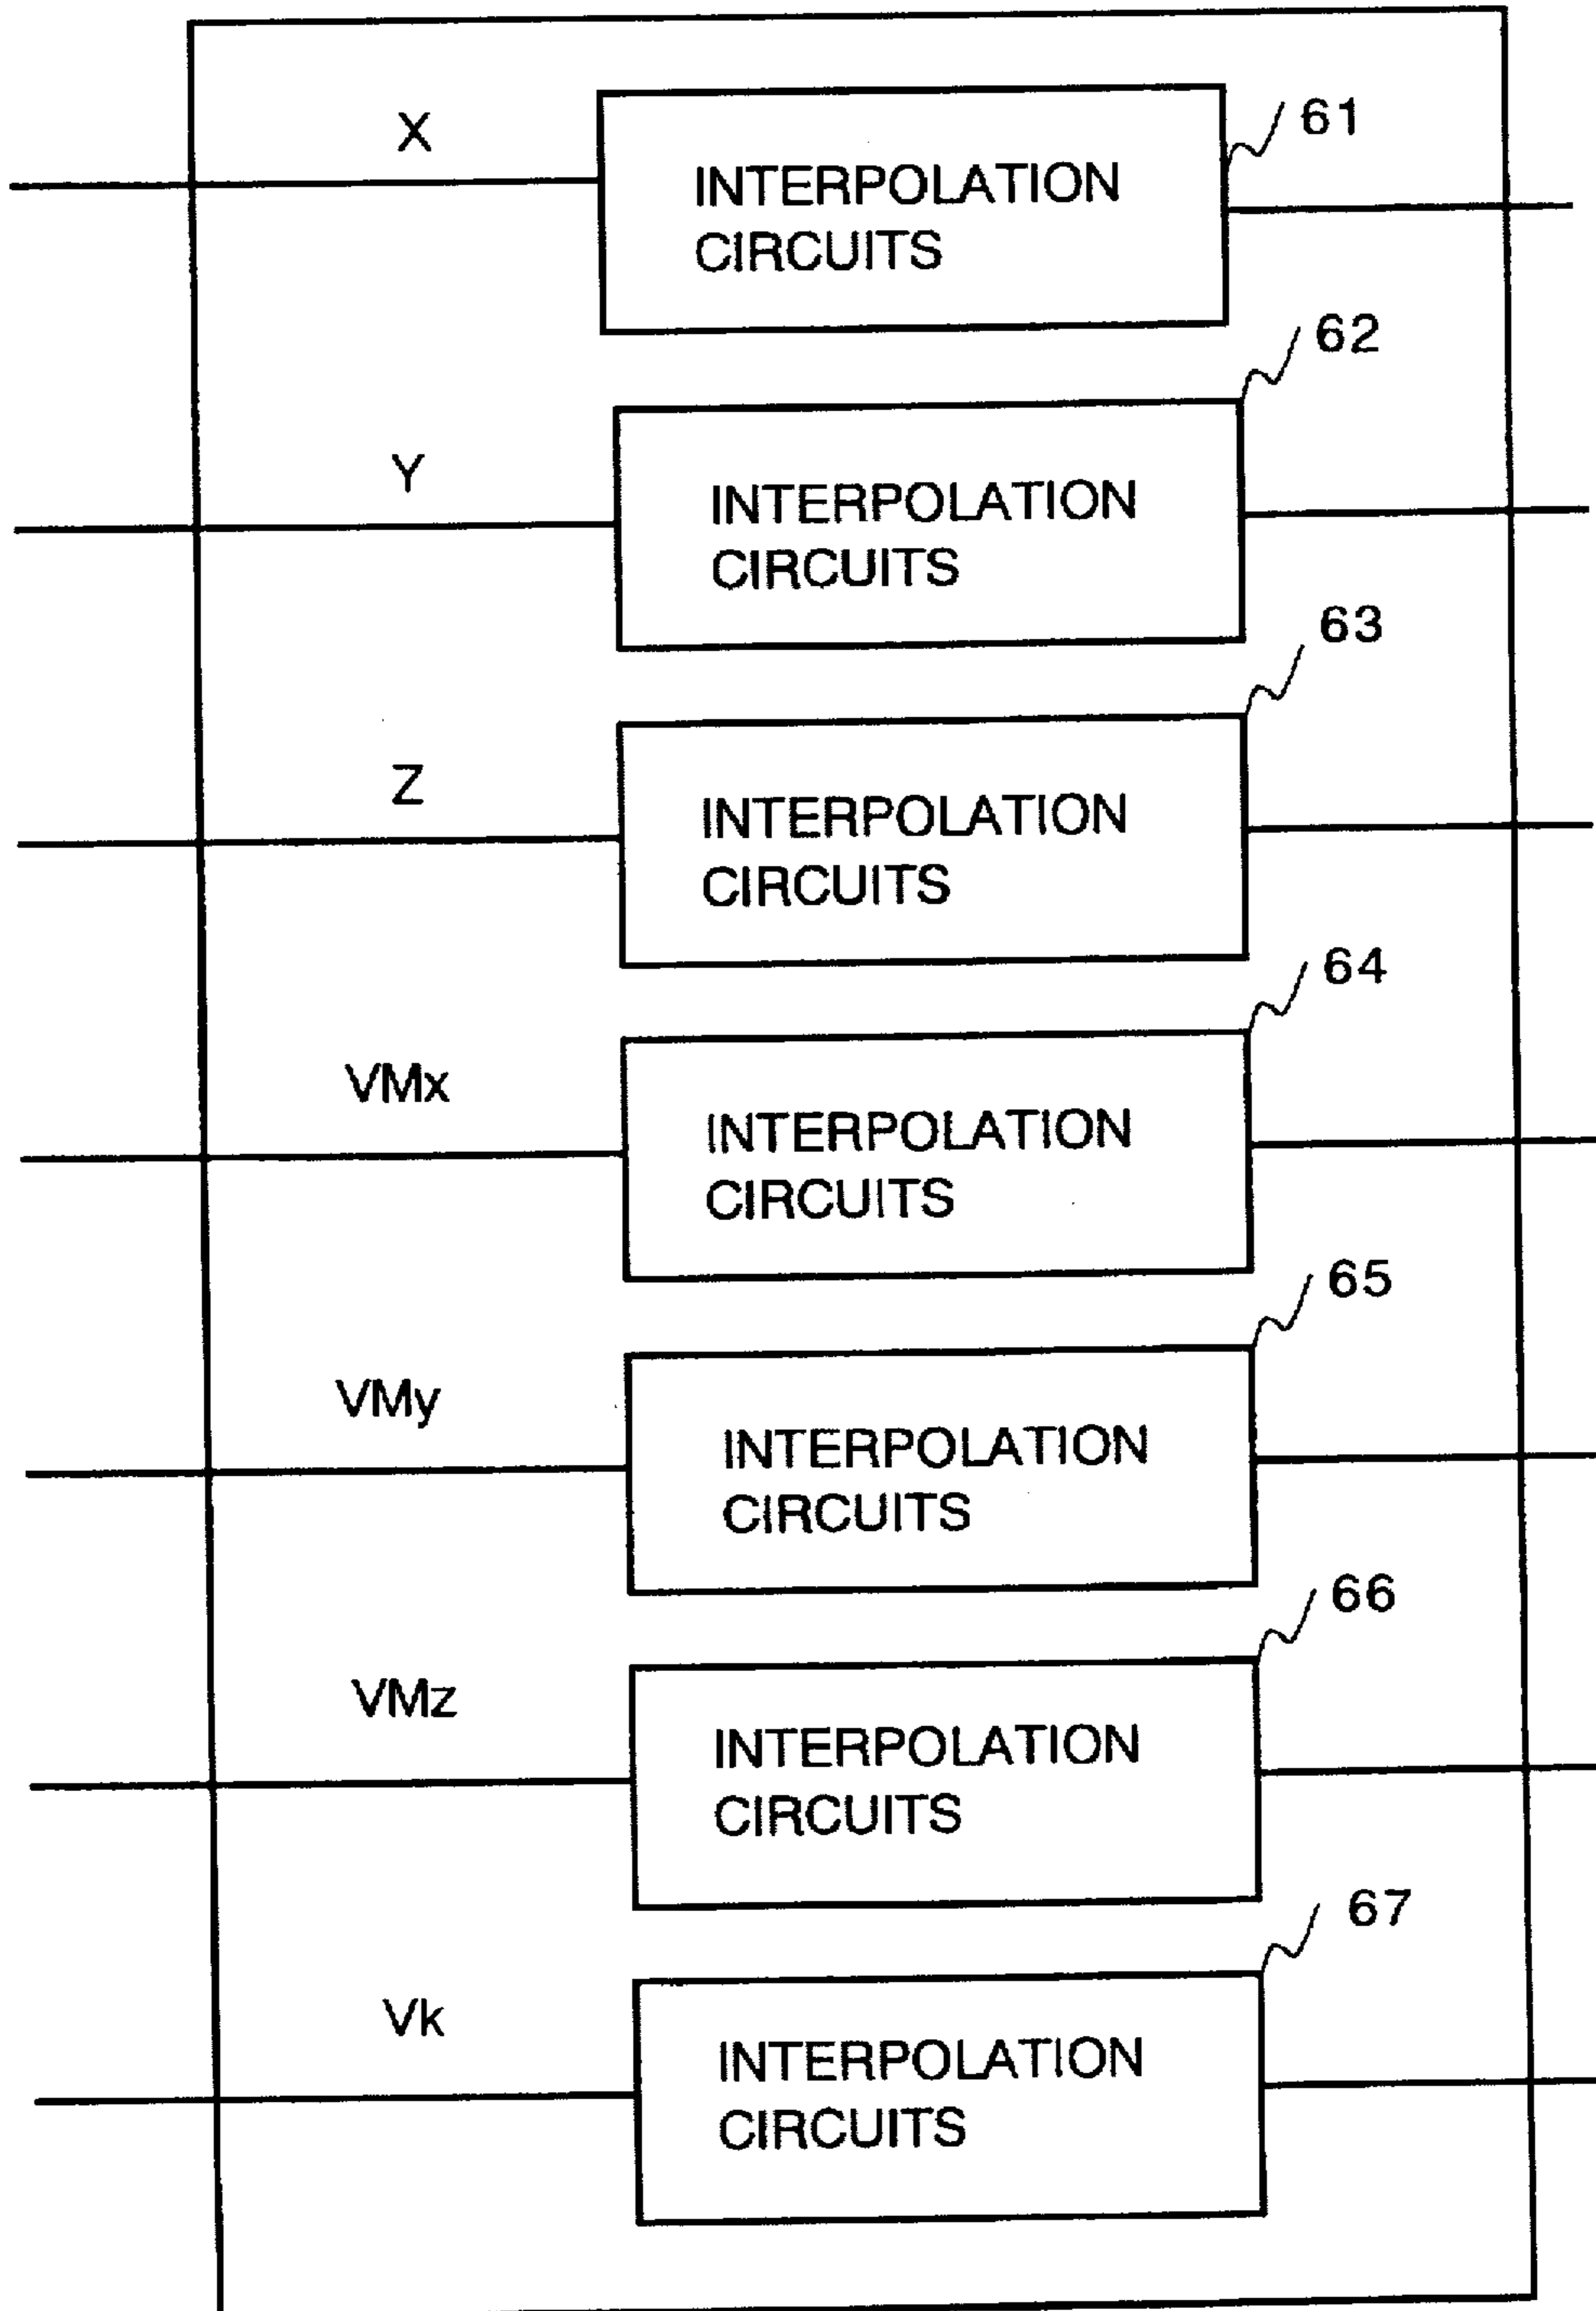 X
61
INTERPOLATION
CIRCUITS
62
Y
INTERPOLATION
CIRCUITS
63
Z
INTERPOLATION
CIRCUITS
64
VMx
INTERPOLATION
CIRCUITS
65
VMy
INTERPOLATION
CIRCUITS
66
VMz
INTERPOLATION
CIRCUITS
67
Vk
INTERPOLATION
CIRCUITS